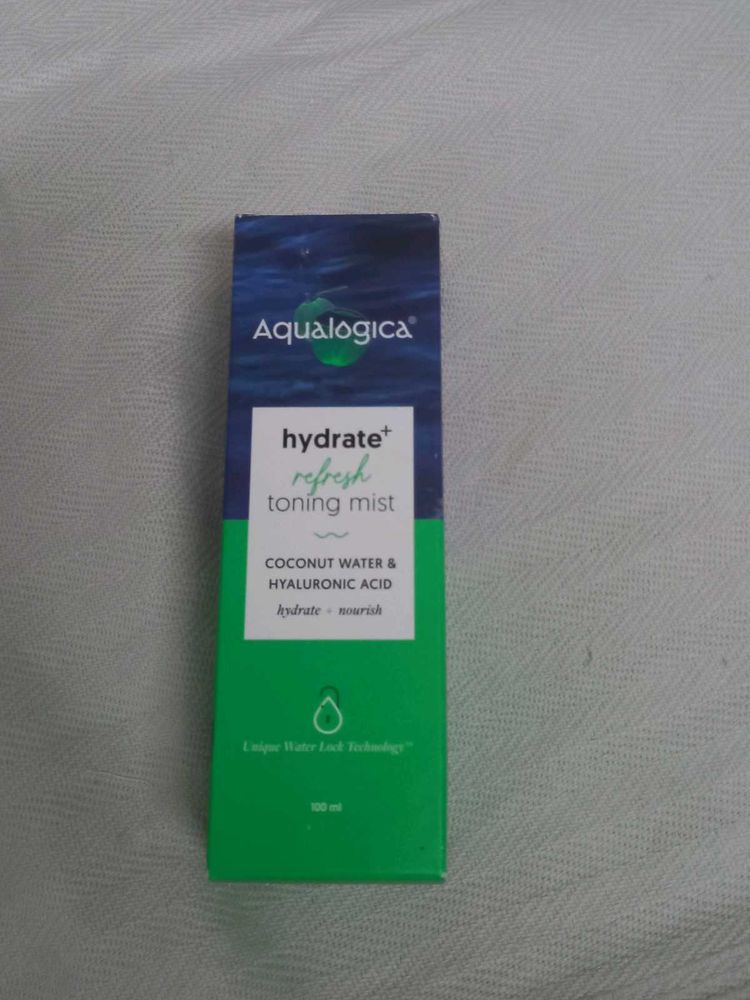 Aqualogica®
hydrate+
refresh
toning mist
COCONUT WATER &
HYALURONIC ACID
hydrate + nourish
Unique Water Lock Technology™
100 ml